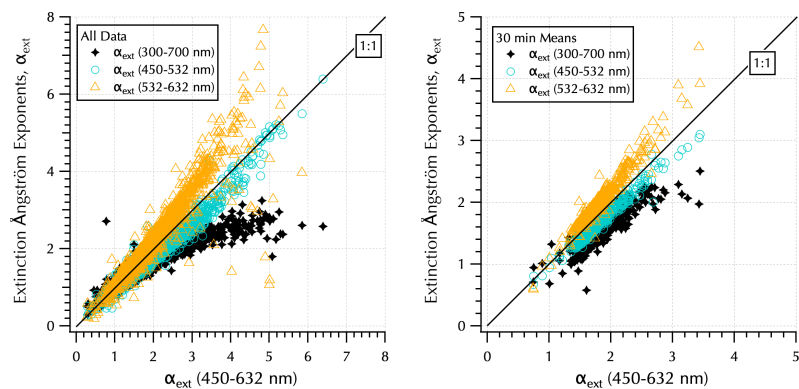 All Data
αext (300-700 nm)
αext (450-532 nm)
αext (532-632 nm)
1:1
Extinction Ångström Exponents, αext
8
6
4
2
0
0 1 2 3 4 5 6 7 8
αext (450-632 nm)
30 min Means
αext (300-700 nm)
αext (450-532 nm)
αext (532-632 nm)
1:1
Extinction Ångström Exponents, αext
5
4
3
2
1
0
0 1 2 3 4 5
αext (450-632 nm)